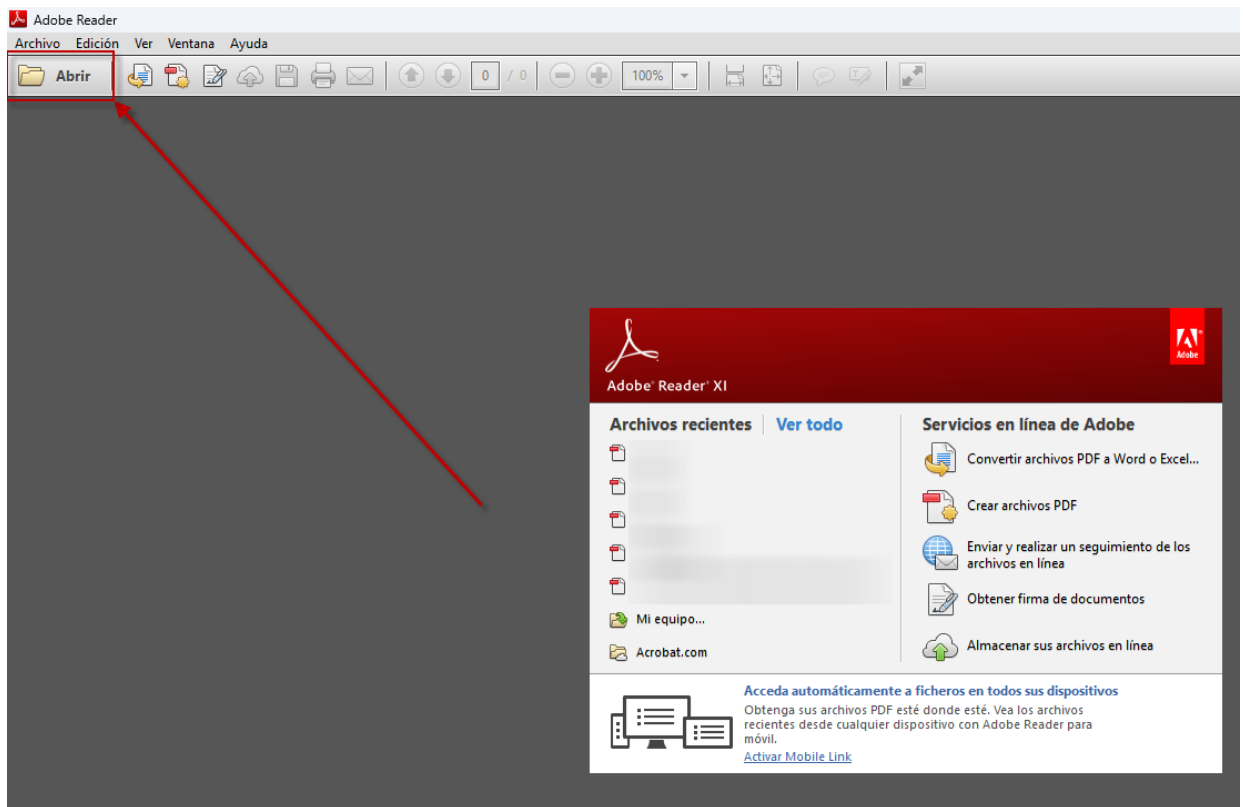 Adobe Reader
Archivo Edición Ver Ventana Ayuda
Abrir 0 / 0 100%
Adobe
Adobe® Reader® XI
Archivos recientes Ver todo
Mi equipo...
Acrobat.com
Servicios en línea de Adobe
Convertir archivos PDF a Word o Excel...
Crear archivos PDF
Enviar y realizar un seguimiento de los
archivos en línea
Obtener firma de documentos
Almacenar sus archivos en línea
Acceda automáticamente a ficheros en todos sus dispositivos
Obtenga sus archivos PDF esté donde esté. Vea los archivos
recientes desde cualquier dispositivo con Adobe Reader para
móvil.
Activar Mobile Link